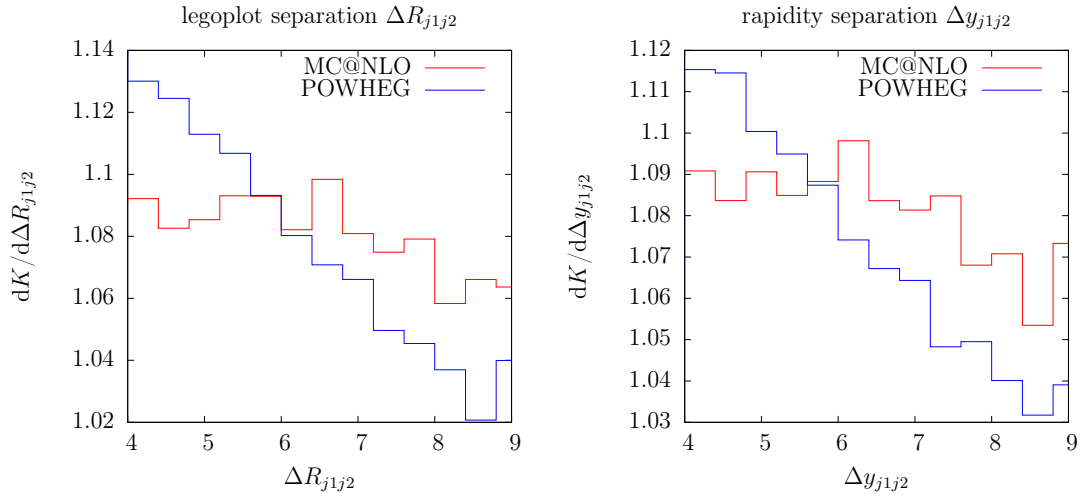 legoplot separation ΔR_{j1j2}
MC@NLO
POWHEG
dK/dΔR_{j1j2}
1.14
1.12
1.1
1.08
1.06
1.04
1.02
4 5 6 7 8 9
ΔR_{j1j2}
rapidity separation Δy_{j1j2}
MC@NLO
POWHEG
dK/dΔy_{j1j2}
1.12
1.11
1.1
1.09
1.08
1.07
1.06
1.05
1.04
1.03
4 5 6 7 8 9
Δy_{j1j2}